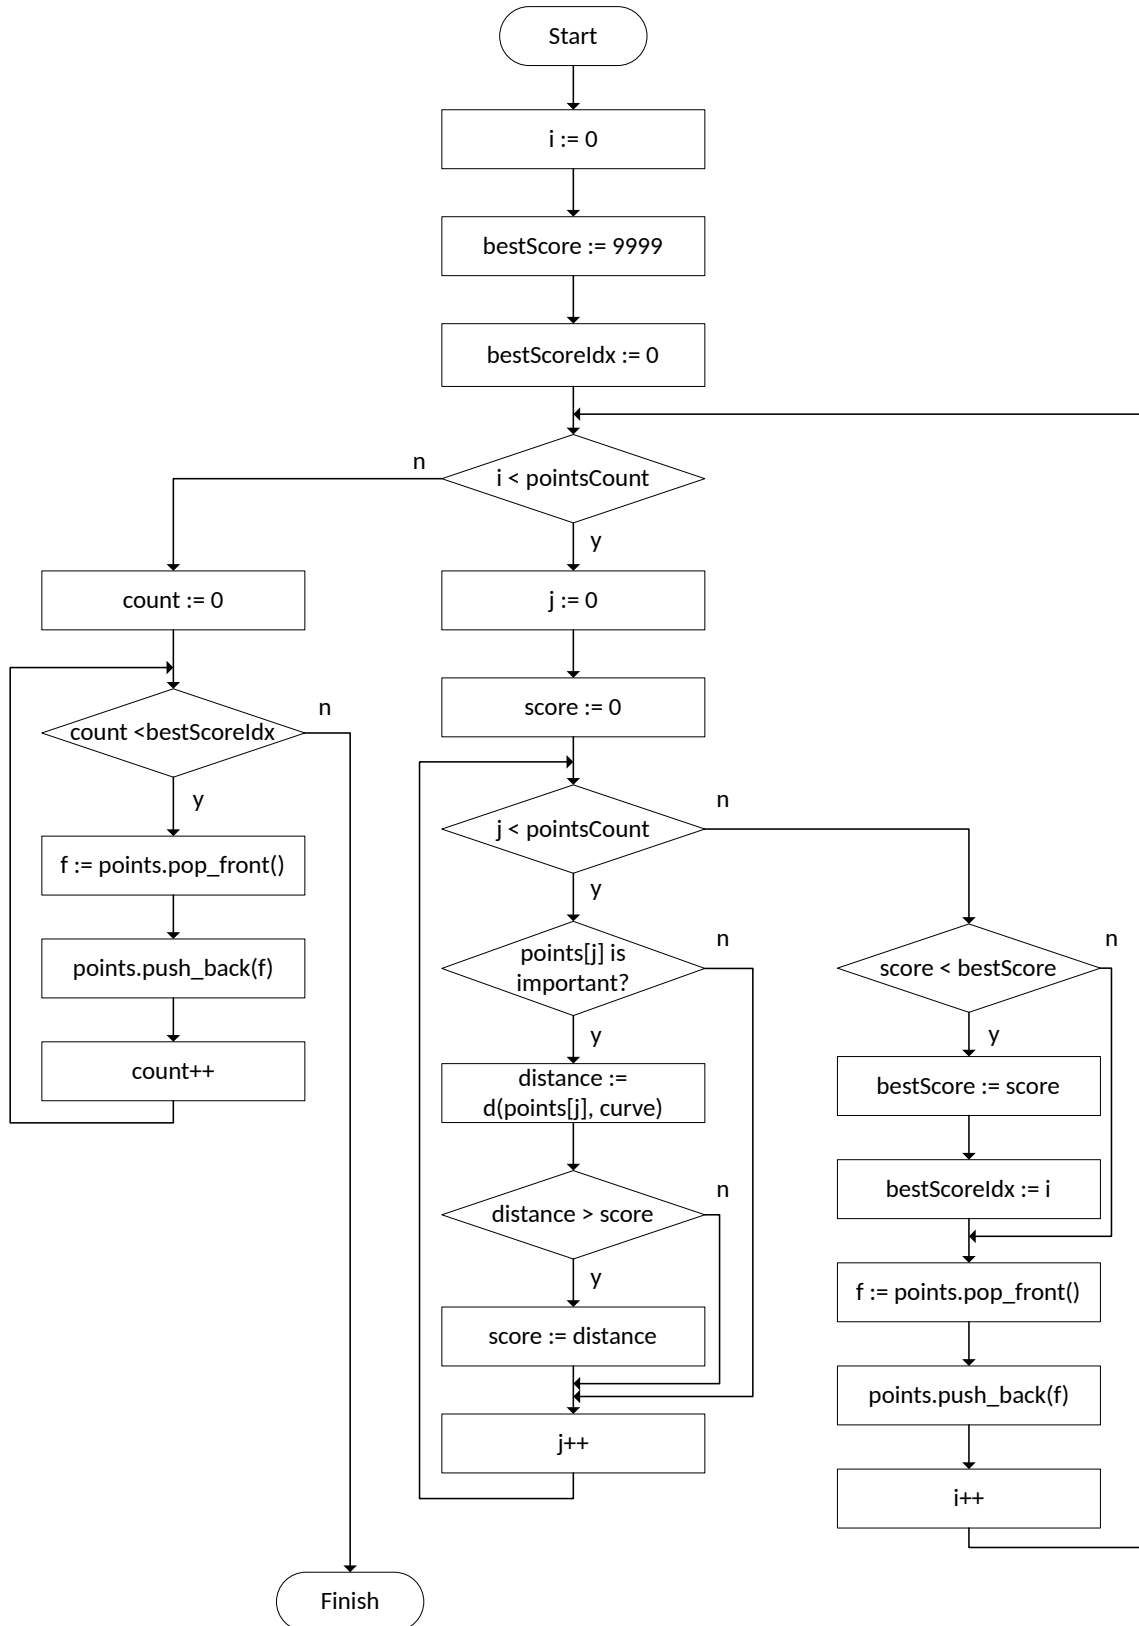 Start
i := 0
bestScore := 9999
bestScoreIdx := 0
n
i < pointsCount
y
count := 0
j := 0
score := 0
n
count <bestScoreIdx
y
n
j < pointsCount
y
f := points.pop_front()
points[j] is
important?
n
n
score < bestScore
y
points.push_back(f)
y
count++
distance :=
d(points[j], curve)
bestScore := score
n
distance > score
y
bestScoreIdx := i
f := points.pop_front()
score := distance
points.push_back(f)
j++
i++
Finish